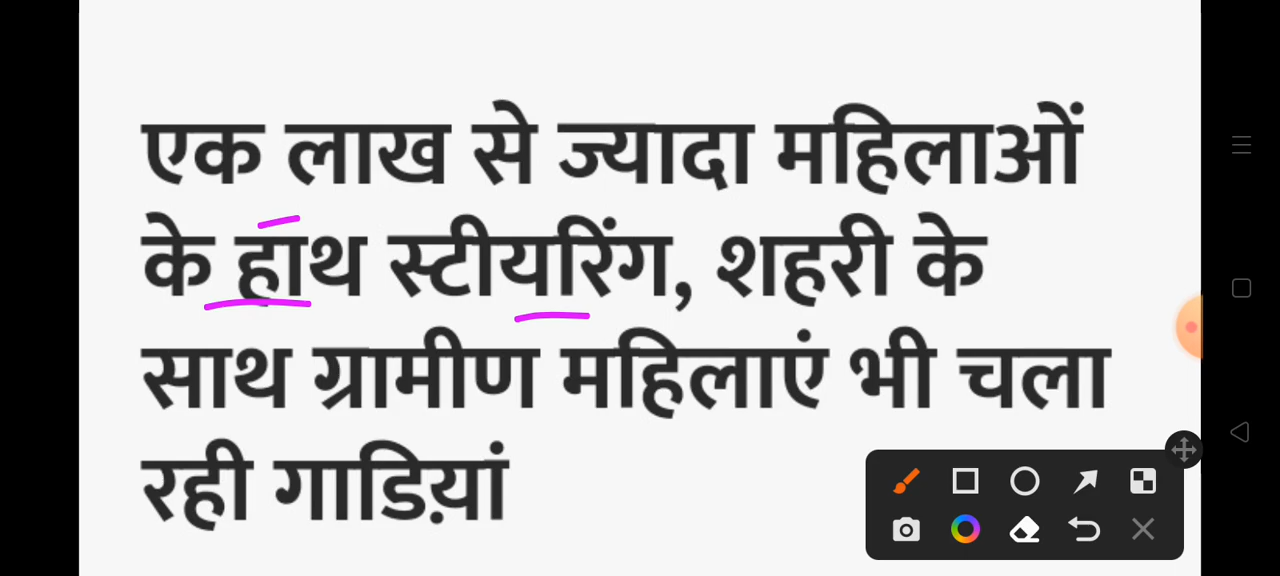 एक लाख से ज्यादा महिलाओं
के हाथ स्टीयरिंग, शहरी के
साथ ग्रामीण महिलाएं भी चला
रही गाडिय़ां